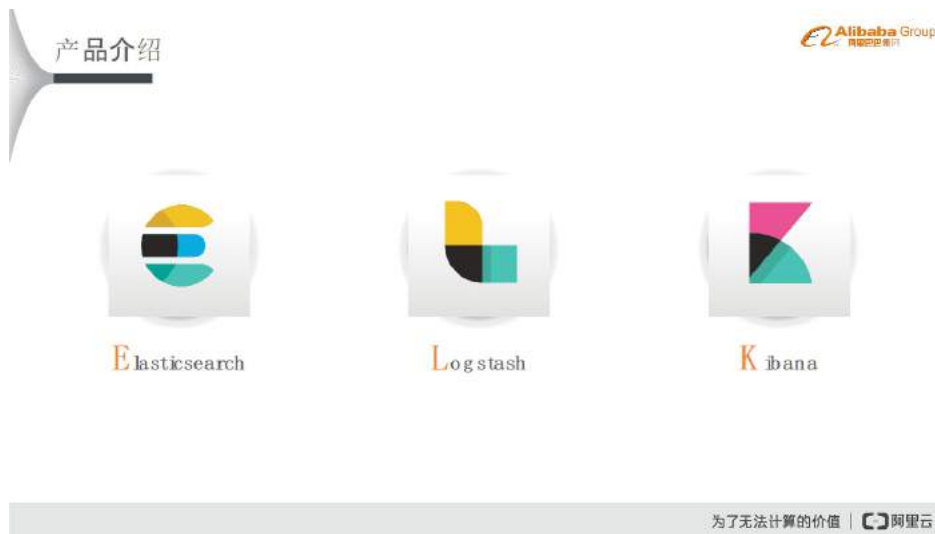 产品介绍
Alibaba Group
阿里巴巴集团
Elasticsearch
Logstash
Kibana
为了无法计算的价值 | 阿里云